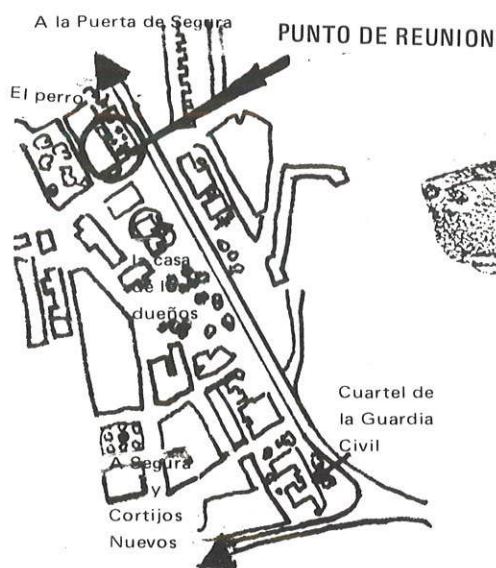 A la Puerta de Segura
PUNTO DE REUNION
El perro
la casa
de los
dueños
Cuartel de
la Guardia
Civil
A Segura
y
Cortijos
Nuevos